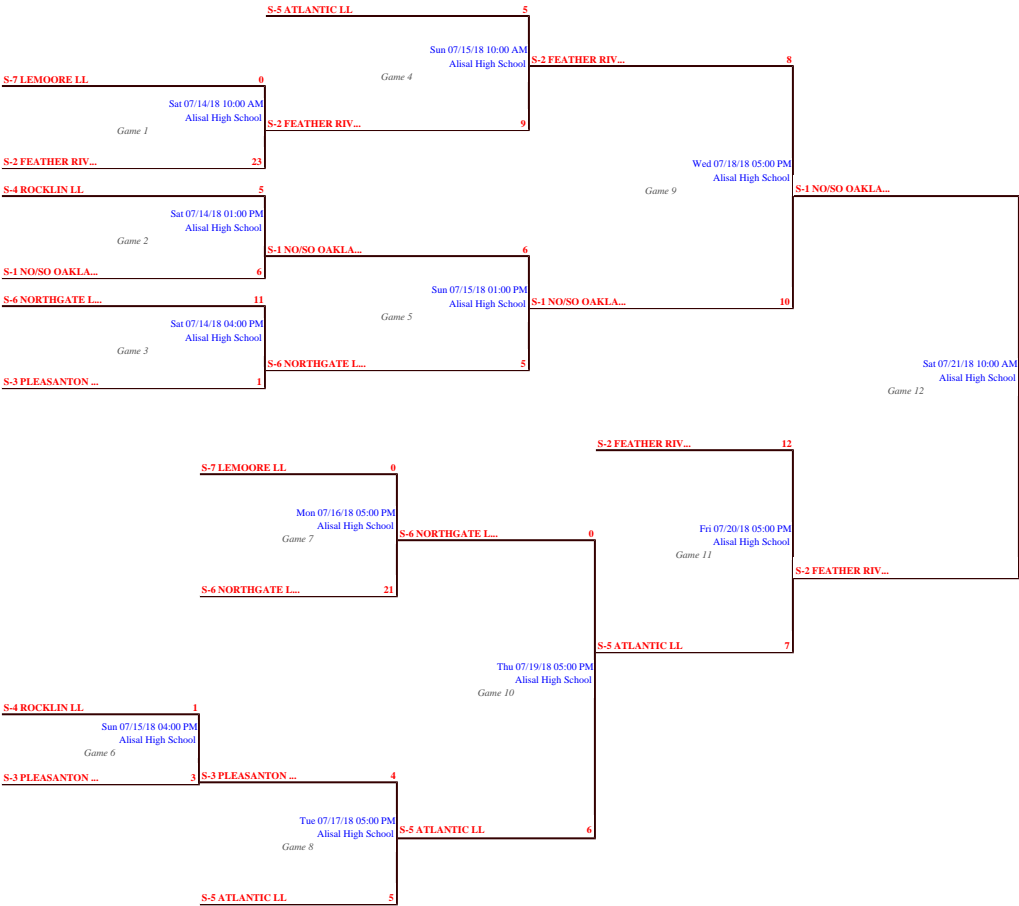 S-5 ATLANTIC LL 5
Sun 07/15/18 10:00 AM
Alisal High School
Game 4
S-2 FEATHER RIV... 9
S-7 LEMOORE LL 0
Sat 07/14/18 10:00 AM
Alisal High School
Game 1
S-2 FEATHER RIV... 23
S-4 ROCKLIN LL 5
Sat 07/14/18 01:00 PM
Alisal High School
Game 2
S-1 NO/SO OAKLA... 6
S-6 NORTHGATE L... 11
Sat 07/14/18 04:00 PM
Alisal High School
Game 3
S-3 PLEASANTON ... 1
S-1 NO/SO OAKLA... 6
Sun 07/15/18 01:00 PM
Alisal High School
Game 5
S-6 NORTHGATE L... 5
S-2 FEATHER RIV... 8
Wed 07/18/18 05:00 PM
Alisal High School
Game 9
S-1 NO/SO OAKLA... 10
S-1 NO/SO OAKLA...
Sat 07/21/18 10:00 AM
Alisal High School
Game 12
S-2 FEATHER RIV...
S-2 FEATHER RIV... 12
Fri 07/20/18 05:00 PM
Alisal High School
Game 11
S-5 ATLANTIC LL 7
S-7 LEMOORE LL 0
Mon 07/16/18 05:00 PM
Alisal High School
Game 7
S-6 NORTHGATE L... 21
S-6 NORTHGATE L... 0
Thu 07/19/18 05:00 PM
Alisal High School
Game 10
S-5 ATLANTIC LL 6
S-4 ROCKLIN LL 1
Sun 07/15/18 04:00 PM
Alisal High School
Game 6
S-3 PLEASANTON ... 3
S-3 PLEASANTON ... 4
Tue 07/17/18 05:00 PM
Alisal High School
Game 8
S-5 ATLANTIC LL 5